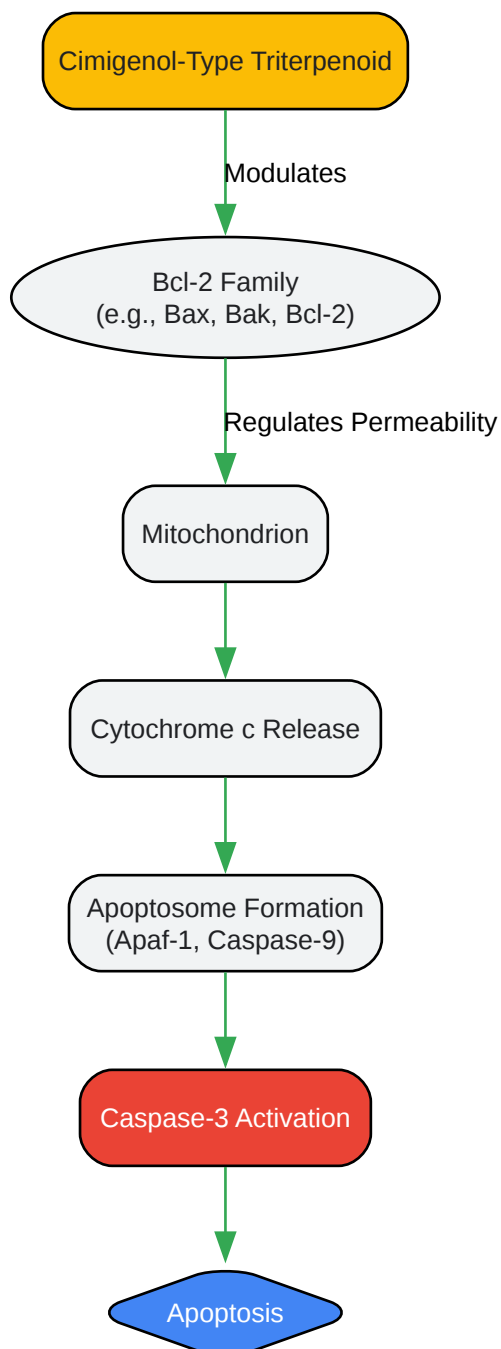 Cimigenol-Type Triterpenoid
Modulates
Bcl-2 Family
(e.g., Bax, Bak, Bcl-2)
Regulates Permeability
Mitochondrion
Cytochrome c Release
Apoptosome Formation
(Apaf-1, Caspase-9)
Caspase-3 Activation
Apoptosis